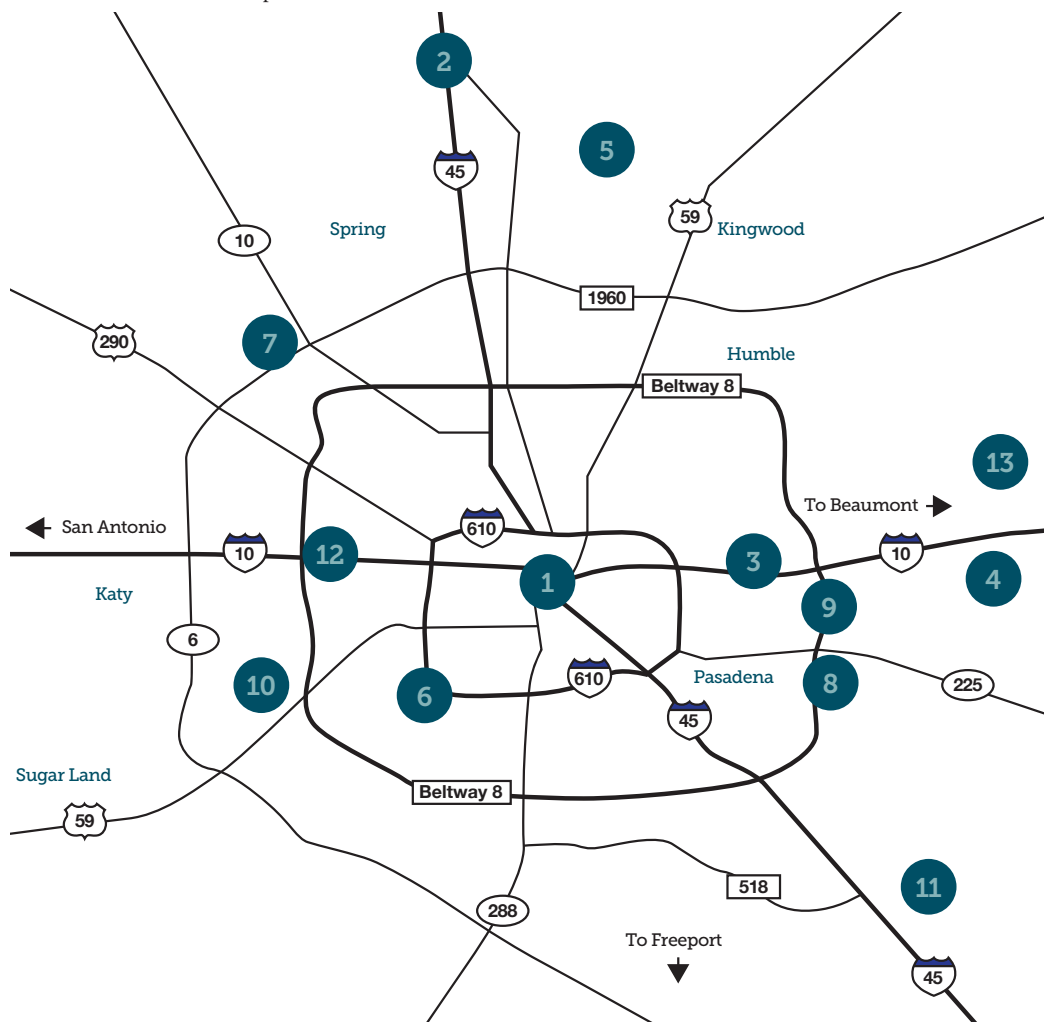 2
5
45
59
Kingwood
Spring
10
1960
290
7
Humble
Beltway 8
13
To Beaumont
San Antonio
610
10
12
10
3
1
4
Katy
9
6
Pasadena
610
8
225
10
6
45
Sugar Land
Beltway 8
59
518
11
288
To Freeport
45